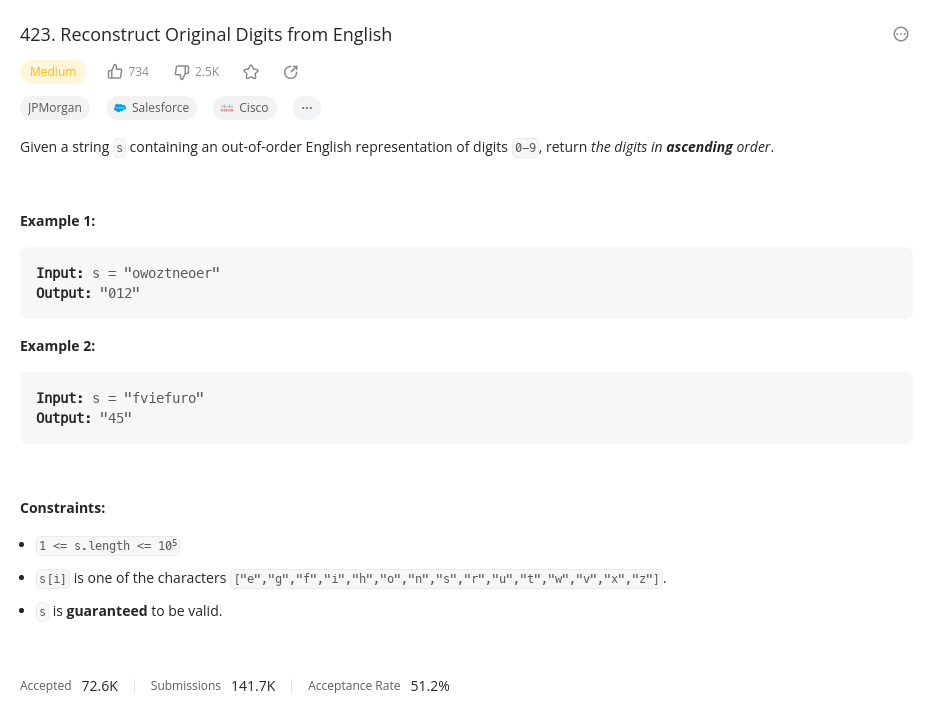 423. Reconstruct Original Digits from English
Medium 734 2.5K
JPMorgan Salesforce Cisco ...
Given a string s containing an out-of-order English representation of digits 0-9, return the digits in ascending order.
Example 1:
Input: s = "owoztneoer"
Output: "012"
Example 2:
Input: s = "fviefuro"
Output: "45"
Constraints:
• 1 <= s.length <= 10⁵
• s[i] is one of the characters ["e","g","f","i","h","o","n","s","r","u","t","w","v","x","z"].
• s is guaranteed to be valid.
Accepted 72.6K Submissions 141.7K Acceptance Rate 51.2%